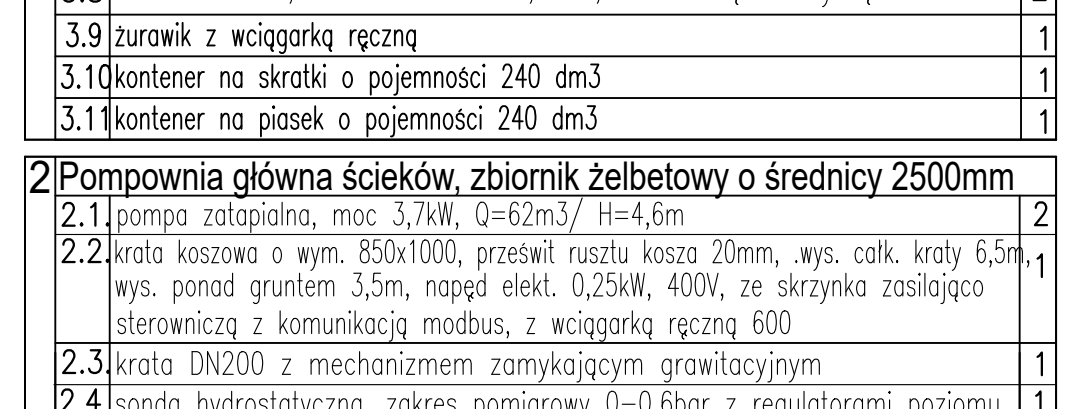 3.9 żurawik z wciągarką ręczną 1
3.10 kontener na skratki o pojemności 240 dm3 1
3.11 kontener na piasek o pojemności 240 dm3 1
2 Pompownia główna ścieków, zbiornik żelbetowy o średnicy 2500mm
2.1. pompa zatapialna, moc 3,7kW, Q=62m3/ H=4,6m 2
2.2. krata koszowa o wym. 850x1000, prześwit rusztu kosza 20mm, .wys. całk. kraty 6,5m, 1
wys. ponad gruntem 3,5m, napęd elekt. 0,25kW, 400V, ze skrzynka zasilająco
sterowniczą z komunikacją modbus, z wciągarką ręczną 600
2.3. krata DN200 z mechanizmem zamykającym grawitacyjnym 1
2.4 sonda hydrostatyczna, zakres pomiarowy 0-0,6bar z regulatorami poziomu 1